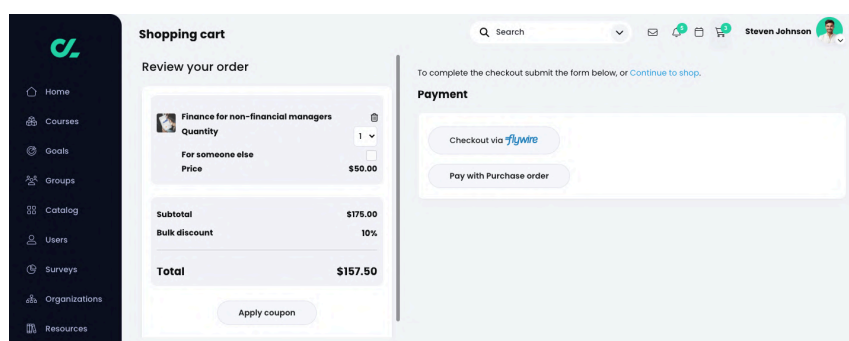 Shopping cart
Search
Steven Johnson
Home
Courses
Goals
Groups
Catalog
Users
Surveys
Organizations
Resources
Review your order
Finance for non-financial managers
Quantity
1
For someone else
Price $50.00
Subtotal $175.00
Bulk discount 10%
Total $157.50
Apply coupon
To complete the checkout submit the form below, or Continue to shop.
Payment
Checkout via flywire
Pay with Purchase order